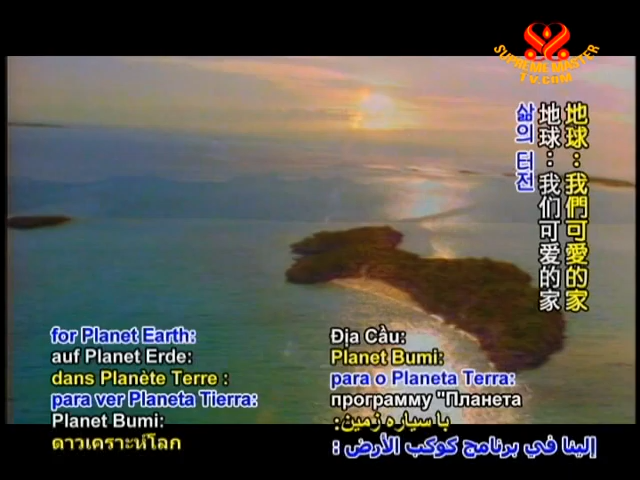 SUPREME MASTER
TV.COM
地球：我們可愛的家
地球：我们可爱的家
삶의 터전
for Planet Earth:
auf Planet Erde:
dans Planète Terre :
para ver Planeta Tierra:
Planet Bumi:
ดาวเคราะห์โลก
Địa Cầu:
Planet Bumi:
para o Planeta Terra:
программу "Планета
با سیاره زمین:
إلينا في برنامج كوكب الأرض :